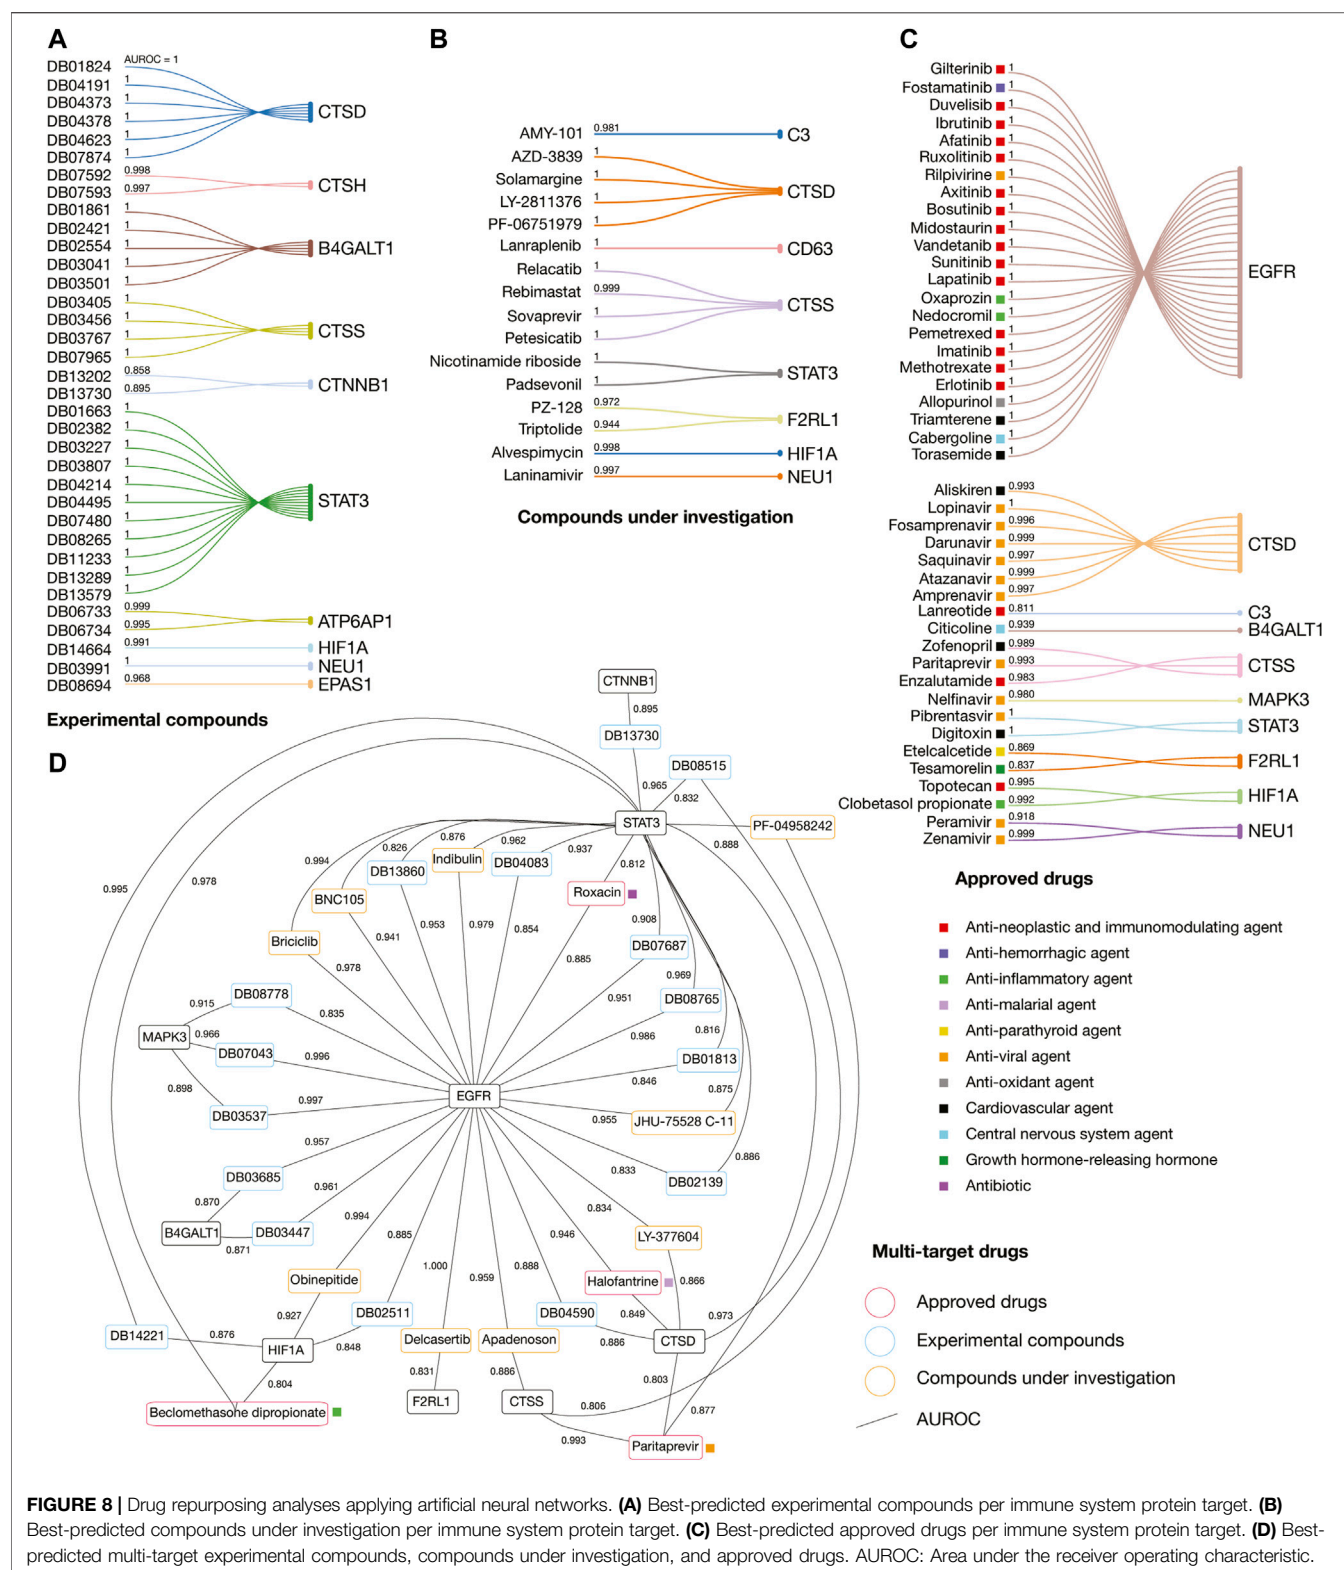 A
DB01824 AUROC = 1
DB04191 1
DB04373 1
DB04378 1
DB04623 1
DB07874 1
CTSD
DB07592 0.998
DB07593 0.997
CTSH
DB01861 1
DB02421 1
DB02554 1
DB03041 1
DB03501 1
B4GALT1
DB03405 1
DB03456 1
DB03767 1
DB07965 1
CTSS
DB13202 0.858
DB13730 0.895
CTNNB1
DB01663 1
DB02382 1
DB03227 1
DB03807 1
DB04214 1
DB04495 1
DB07480 1
DB08265 1
DB11233 1
DB13289 1
DB13579 1
STAT3
DB06733 0.999
DB06734 0.995
ATP6AP1
DB14664 0.991 HIF1A
DB03991 1 NEU1
DB08694 0.968 EPAS1
Experimental compounds
B
AMY-101 0.981 C3
AZD-3839 1
Solamargine 1
LY-2811376 1
PF-06751979 1
CTSD
Lanraplenib 1 CD63
Relacatib 1
Rebimastat 0.999
Sovaprevir 1
Petesicatib 1
CTSS
Nicotinamide riboside 1
Padsevonil 1
STAT3
PZ-128 0.972
Triptolide 0.944
F2RL1
Alvespimycin 0.998 HIF1A
Laninamivir 0.997 NEU1
Compounds under investigation
C
Gilterinib 1
Fostamatinib 1
Duvelisib 1
Ibrutinib 1
Afatinib 1
Ruxolitinib 1
Rilpivirine 1
Axitinib 1
Bosutinib 1
Midostaurin 1
Vandetanib 1
Sunitinib 1
Lapatinib 1
Oxaprozin 1
Nedocromil 1
Pemetrexed 1
Imatinib 1
Methotrexate 1
Erlotinib 1
Allopurinol 1
Triamterene 1
Cabergoline 1
Torasemide 1
EGFR
Aliskiren 0.993
Lopinavir 1
Fosamprenavir 0.996
Darunavir 0.999
Saquinavir 0.997
Atazanavir 0.999
Amprenavir 0.997
CTSD
Lanreotide 0.811 C3
Citicoline 0.939 B4GALT1
Zofenopril 0.989
Paritaprevir 0.993
Enzalutamide 0.983
CTSS
Nelfinavir 0.980 MAPK3
Pibrentasvir 1
Digitoxin 1
STAT3
Etelcalcetide 0.869
Tesamorelin 0.837
F2RL1
Topotecan 0.995
Clobetasol propionate 0.992
HIF1A
Peramivir 0.918
Zenamivir 0.999
NEU1
Approved drugs
Anti-neoplastic and immunomodulating agent
Anti-hemorrhagic agent
Anti-inflammatory agent
Anti-malarial agent
Anti-parathyroid agent
Anti-viral agent
Anti-oxidant agent
Cardiovascular agent
Central nervous system agent
Growth hormone-releasing hormone
Antibiotic
Multi-target drugs
Approved drugs
Experimental compounds
Compounds under investigation
AUROC
D
CTNNB1
0.895
DB13730
DB08515
0.965
0.832
STAT3
PF-04958242
0.888
0.994
0.826
0.876
0.962
0.937
0.812
DB13860
Indibulin
DB04083
Roxacin
BNC105
Briciclib
0.995
0.978
0.941
0.953
0.979
0.854
0.908
DB07687
0.978
0.885
0.969
DB08778
0.951
DB08765
0.915
0.835
MAPK3
0.966
DB07043
0.996
0.986
0.816
DB01813
0.846
0.898
EGFR
0.875
DB03537
0.997
0.955
JHU-75528 C-11
0.957
0.886
0.833
DB02139
DB03685
0.961
0.870
0.994
0.834
B4GALT1
0.871
DB03447
0.885
0.946
LY-377604
1.000
0.959
0.888
Obinepitide
Halofantrine
0.866
0.927
DB02511
DB04590
0.849
0.973
DB14221
0.876
HIF1A
0.848
Delcasertib
Apadenoson
0.886
CTSD
0.804
0.831
0.886
0.803
Beclomethasone dipropionate
F2RL1
CTSS
0.806
0.877
0.993
Paritaprevir
FIGURE 8 | Drug repurposing analyses applying artificial neural networks. (A) Best-predicted experimental compounds per immune system protein target. (B)
Best-predicted compounds under investigation per immune system protein target. (C) Best-predicted approved drugs per immune system protein target. (D) Best-
predicted multi-target experimental compounds, compounds under investigation, and approved drugs. AUROC: Area under the receiver operating characteristic.